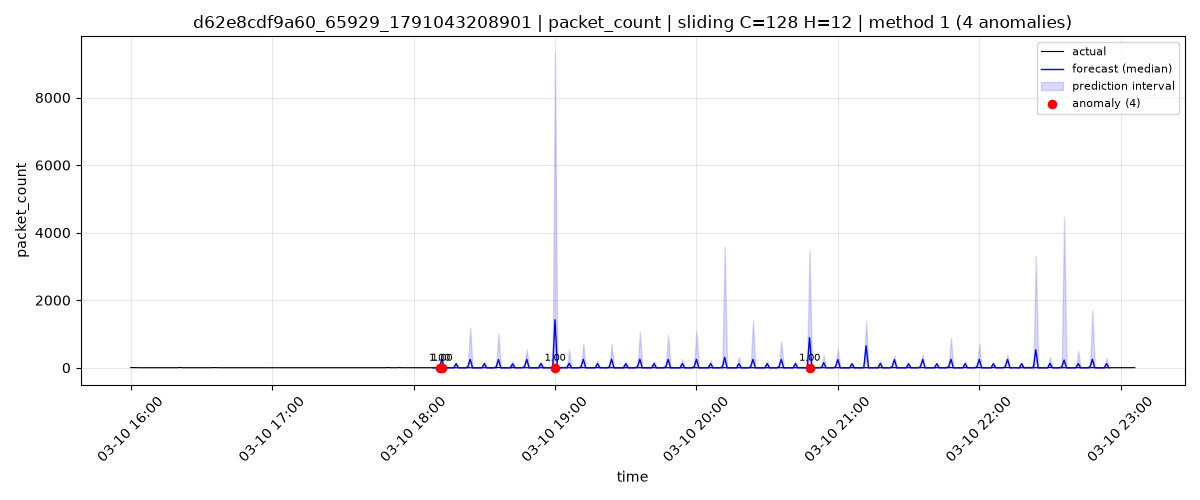 d62e8cdf9a60_65929_1791043208901 | packet_count | sliding C=128 H=12 | method 1 (4 anomalies)
actual
forecast (median)
prediction interval
anomaly (4)
packet_count
8000
6000
4000
2000
0
1.00
1.00
1.00
1.00
03-10 16:00
03-10 17:00
03-10 18:00
03-10 19:00
03-10 20:00
03-10 21:00
03-10 22:00
03-10 23:00
time